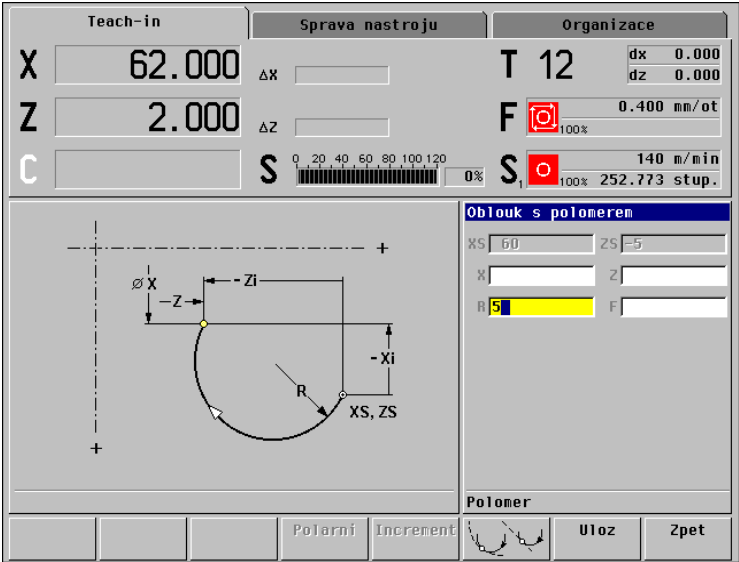 Teach-in
Sprava nastroju
Organizace
X 62.000 ΔX
T 12 dx 0.000
dz 0.000
Z 2.000 ΔZ
F 100% 0.400 mm/ot
C
S 0 20 40 60 80 100 120 0%
S1 100% 140 m/min
252.773 stup.
Oblouk s polomerem
XS 60 ZS -5
X Z
R 5 F
+
⌀ X
-Z
- Zi
- Xi
R
XS, ZS
+
Polomer
Polarni
Increment
Uloz
Zpet